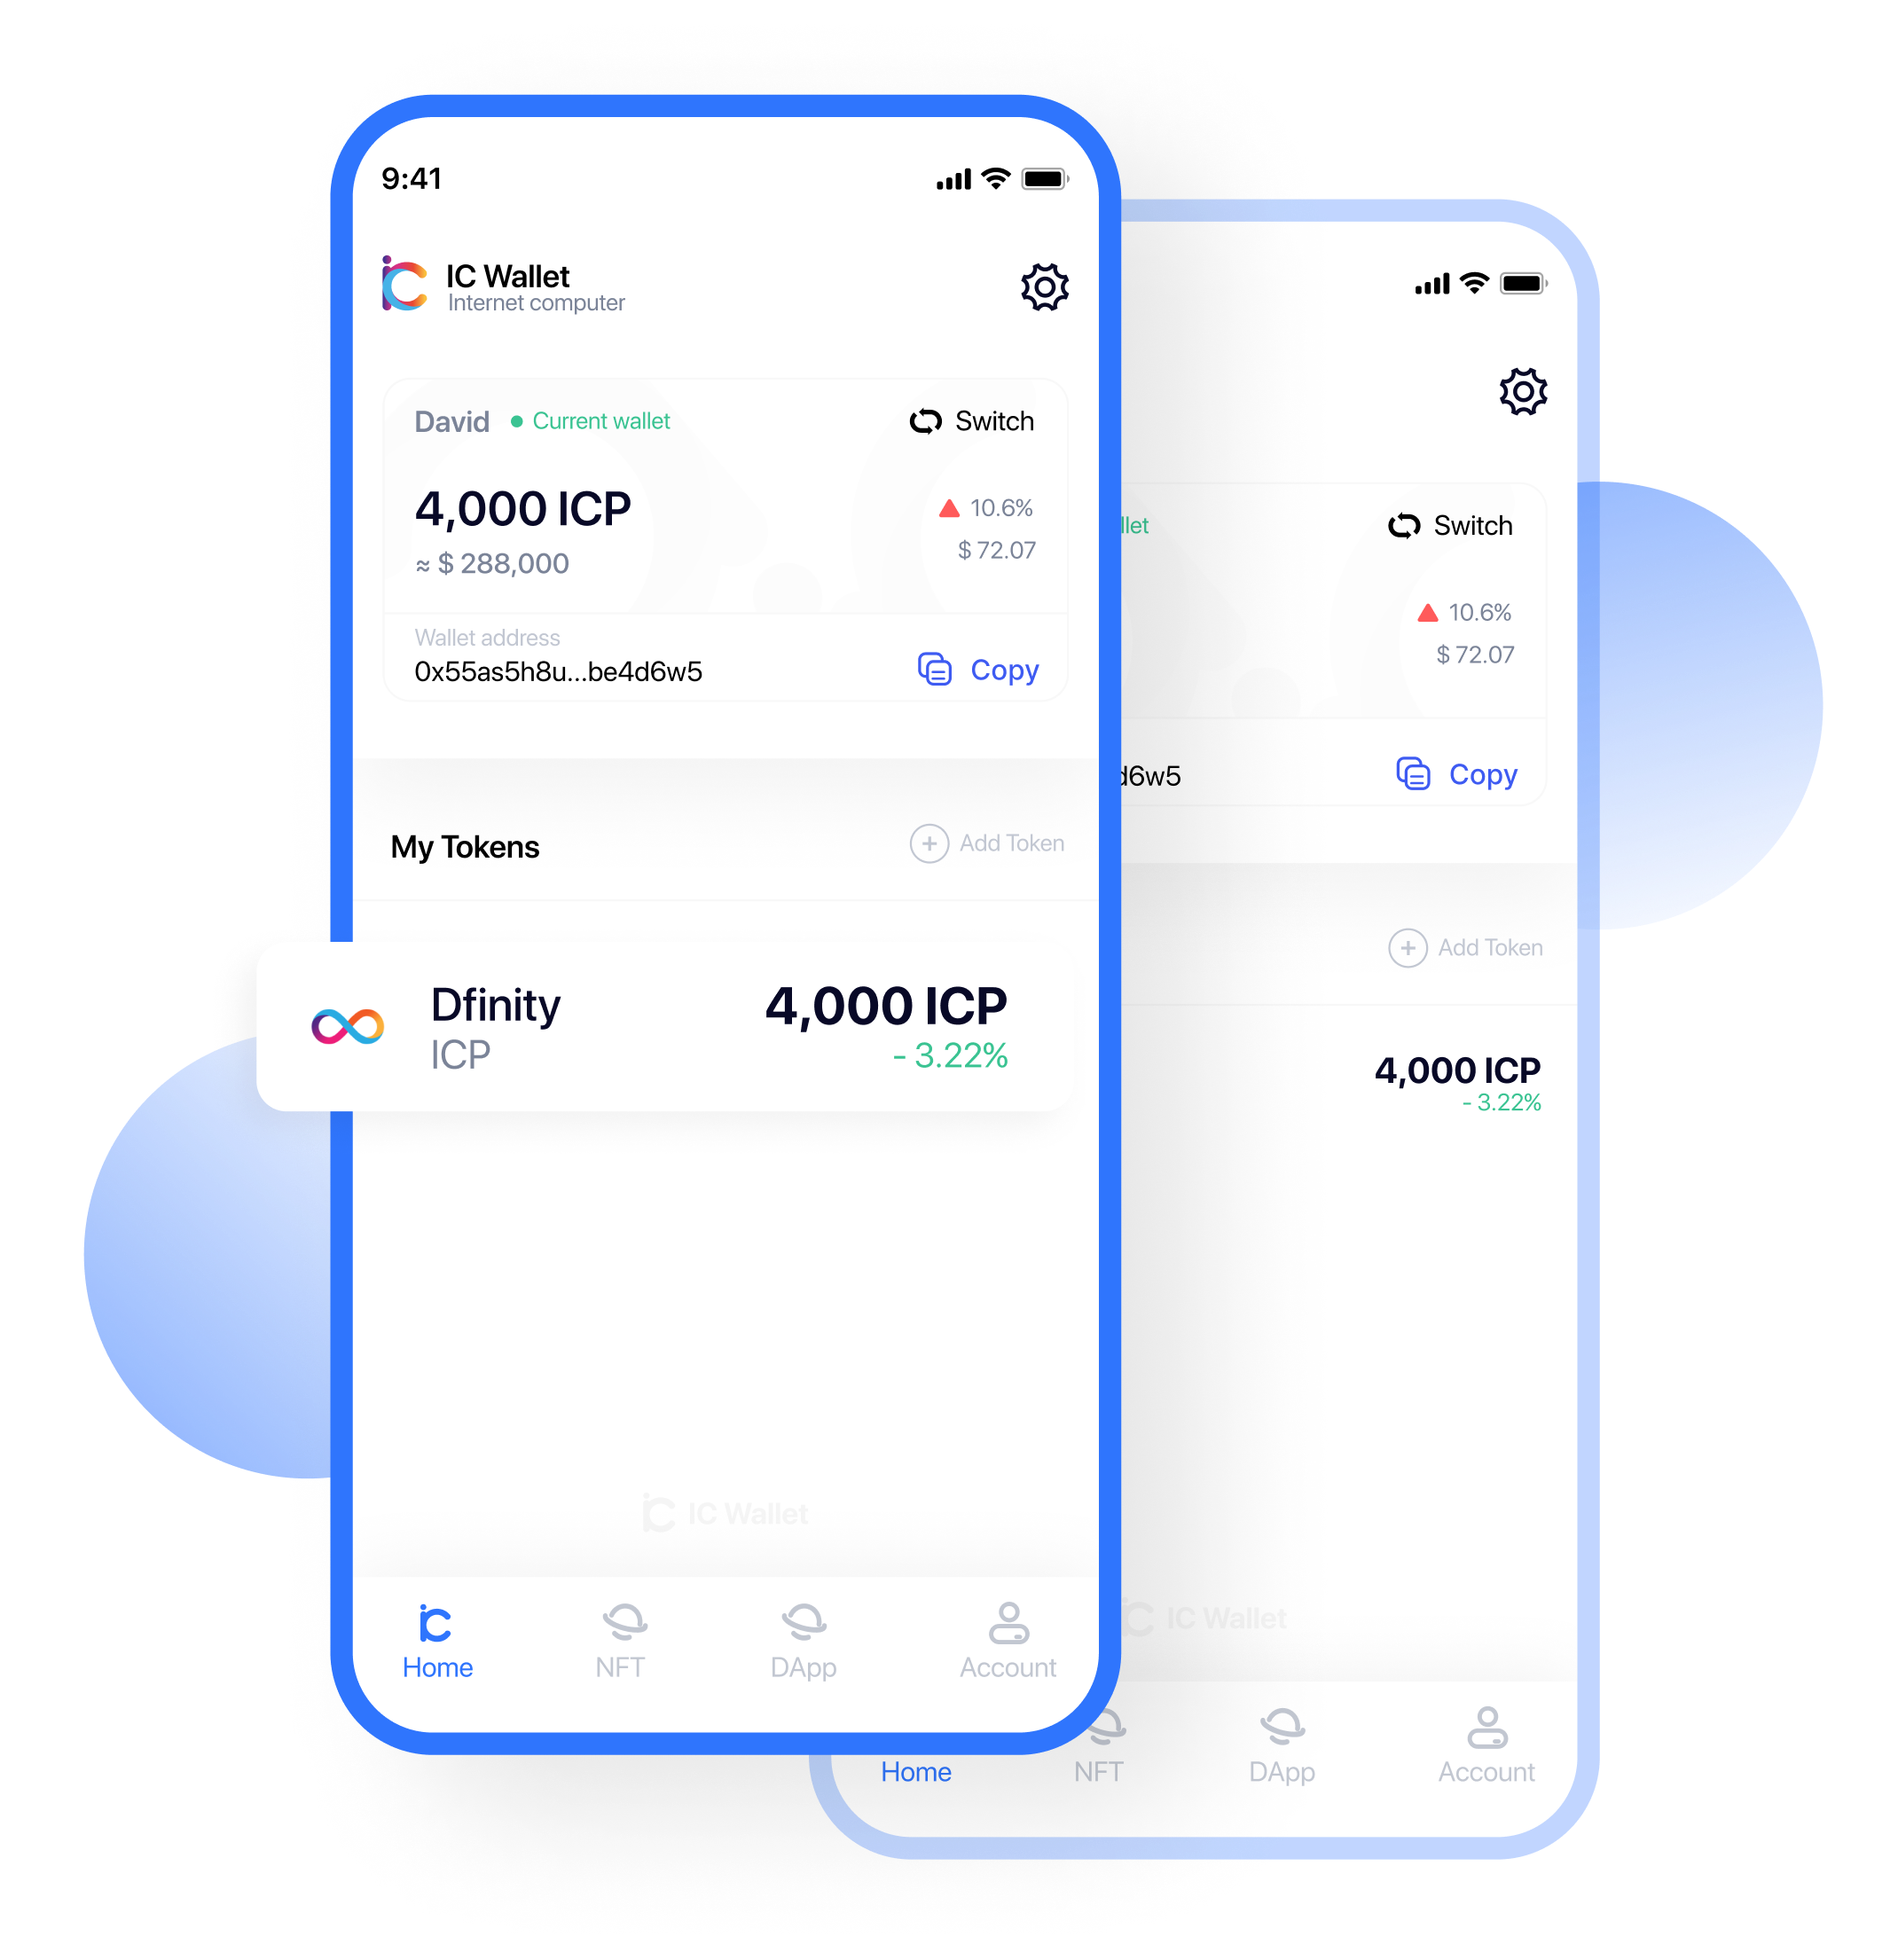 9:41
IC Wallet
Internet computer
David
Current wallet
Switch
4,000 ICP
10.6%
≈ $ 288,000
$ 72.07
Wallet address
0x55as5h8u...be4d6w5
Copy
My Tokens
Add Token
Dfinity
4,000 ICP
ICP
- 3.22%
IC Wallet
Home
NFT
DApp
Account
llet
Switch
10.6%
$ 72.07
d6w5
Copy
Add Token
4,000 ICP
- 3.22%
IC Wallet
Home
NFT
DApp
Account